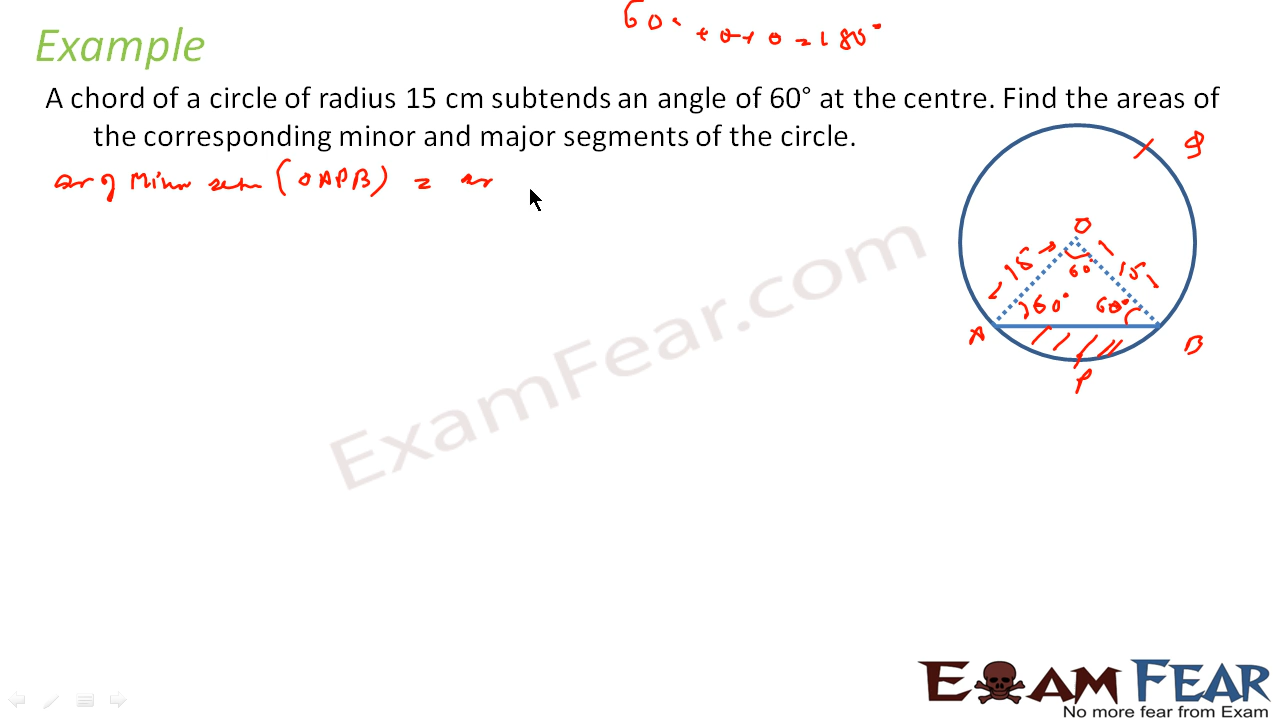 60° + θ + θ = 180°
Example
A chord of a circle of radius 15 cm subtends an angle of 60° at the centre. Find the areas of
the corresponding minor and major segments of the circle.
ar of Minor (OAPB) = ar
Q
O
15
60
15
60°
60°
A
B
P
ExamFear.com
EXAM FEAR
No more fear from Exam